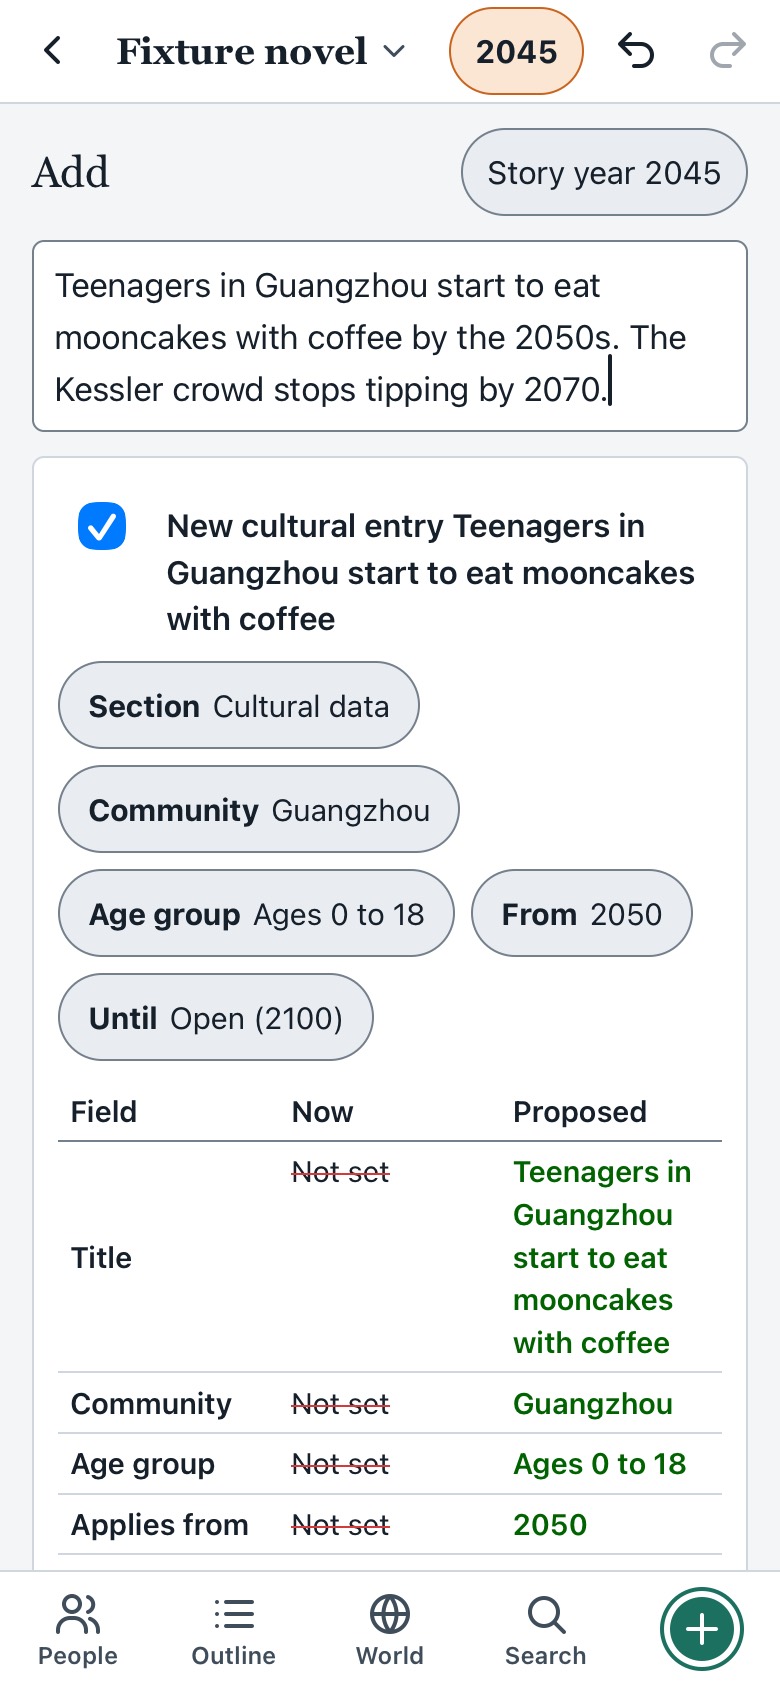 Fixture novel
2045
Add
Story year 2045
Teenagers in Guangzhou start to eat
mooncakes with coffee by the 2050s. The
Kessler crowd stops tipping by 2070.
New cultural entry Teenagers in
Guangzhou start to eat mooncakes
with coffee
Section Cultural data
Community Guangzhou
Age group Ages 0 to 18
From 2050
Until Open (2100)
Field Now Proposed
Title Not set Teenagers in
Guangzhou
start to eat
mooncakes
with coffee
Community Not set Guangzhou
Age group Not set Ages 0 to 18
Applies from Not set 2050
People Outline World Search